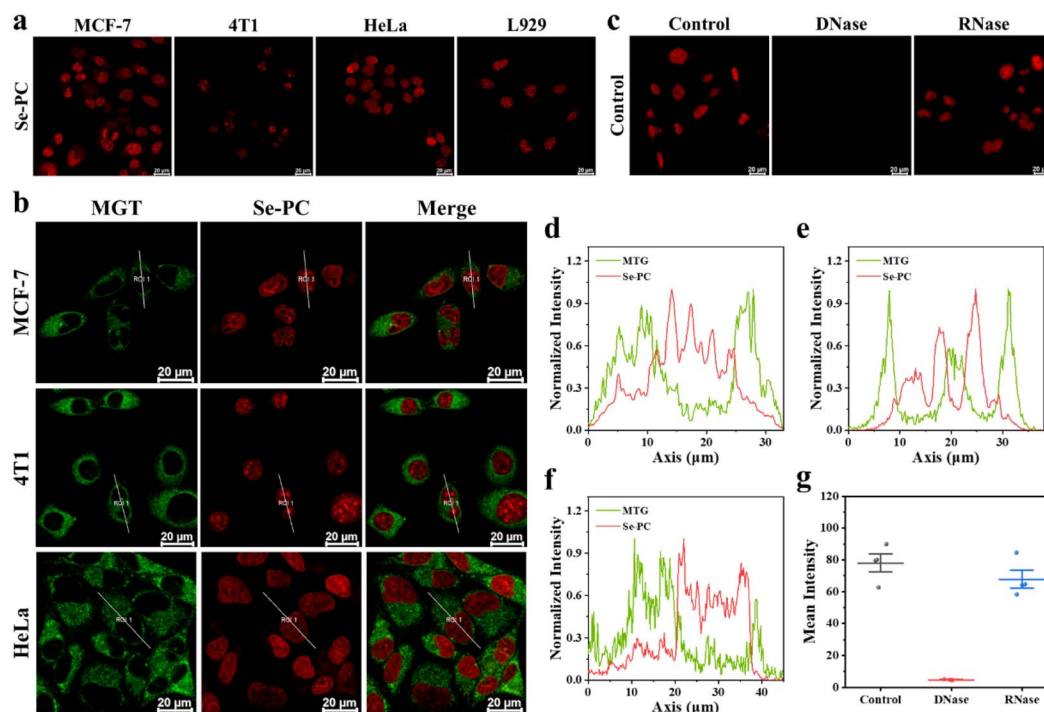 a
MCF-7 4T1 HeLa L929
Se-PC
20 μm 20 μm 20 μm 20 μm
c
Control DNase RNase
Control
20 μm 20 μm 20 μm
b
MGT Se-PC Merge
MCF-7
ROI 1 ROI 1 ROI 1
20 μm 20 μm 20 μm
4T1
ROI 1 ROI 1 ROI 1
20 μm 20 μm 20 μm
HeLa
ROI 1 ROI 1 ROI 1
20 μm 20 μm 20 μm
d
MTG
Se-PC
Normalized Intensity
1.2
0.9
0.6
0.3
0.0
0 10 20 30
Axis (μm)
e
MTG
Se-PC
Normalized Intensity
1.2
0.9
0.6
0.3
0.0
0 10 20 30
Axis (μm)
f
MTG
Se-PC
Normalized Intensity
1.2
0.9
0.6
0.3
0.0
0 10 20 30 40
Axis (μm)
g
Mean Intensity
120
100
80
60
40
20
0
Control DNase RNase